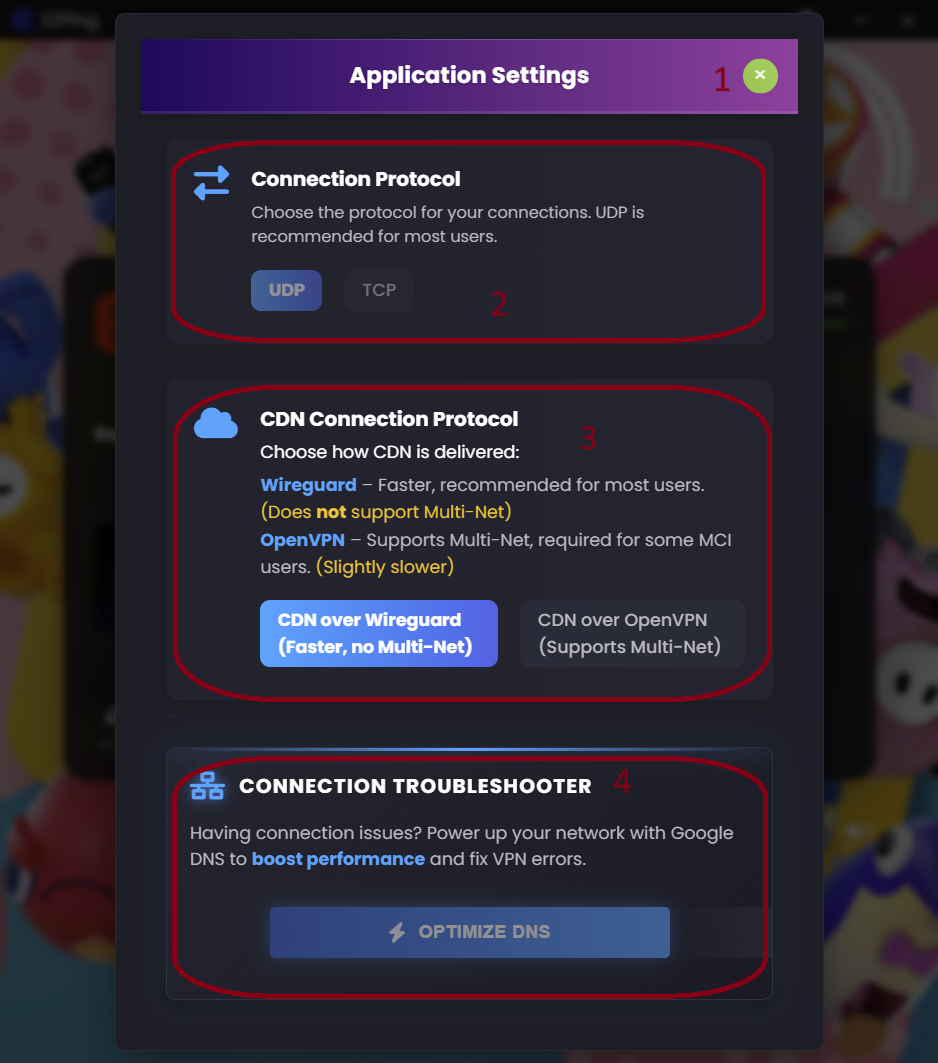 EZPing
Application Settings
1
×
Connection Protocol
Choose the protocol for your connections. UDP is
recommended for most users.
UDP
TCP
2
CDN Connection Protocol
3
Choose how CDN is delivered:
Wireguard – Faster, recommended for most users.
(Does not support Multi-Net)
OpenVPN – Supports Multi-Net, required for some MCI
users. (Slightly slower)
CDN over Wireguard
(Faster, no Multi-Net)
CDN over OpenVPN
(Supports Multi-Net)
CONNECTION TROUBLESHOOTER
4
Having connection issues? Power up your network with Google
DNS to boost performance and fix VPN errors.
OPTIMIZE DNS